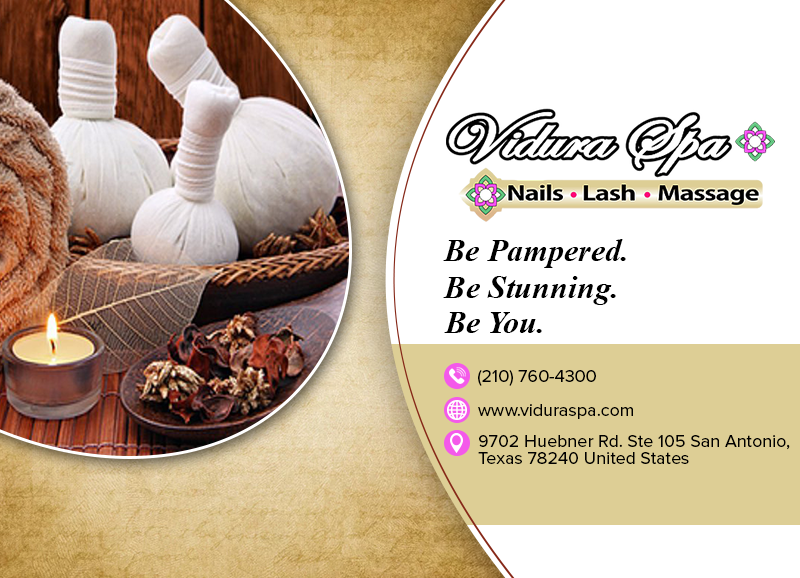 Vidura Spa
Nails • Lash • Massage
Be Pampered.
Be Stunning.
Be You.
(210) 760-4300
www.viduraspa.com
9702 Huebner Rd. Ste 105 San Antonio,
Texas 78240 United States